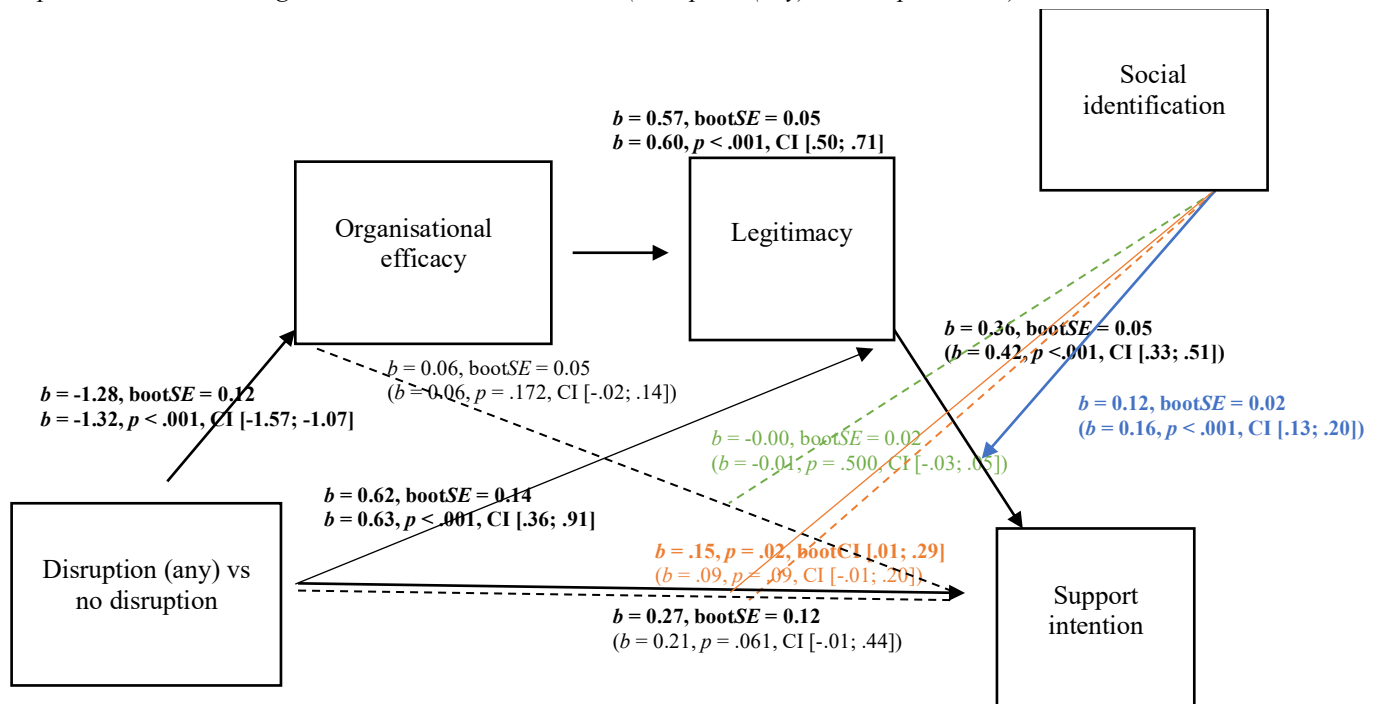 Social
identification
b = 0.57, bootSE = 0.05
b = 0.60, p < .001, CI [.50; .71]
Organisational
efficacy
Legitimacy
b = 0.36, bootSE = 0.05
(b = 0.42, p <.001, CI [.33; .51])
b = 0.06, bootSE = 0.05
(b = 0.06, p = .172, CI [-.02; .14])
b = -1.28, bootSE = 0.12
b = -1.32, p < .001, CI [-1.57; -1.07]
b = 0.12, bootSE = 0.02
(b = 0.16, p < .001, CI [.13; .20])
b = -0.00, bootSE = 0.02
(b = -0.01, p = .500, CI [-.03; .05])
b = 0.62, bootSE = 0.14
b = 0.63, p < .001, CI [.36; .91]
b = .15, p = .02, bootCI [.01; .29]
(b = .09, p = .09, CI [-.01; .20])
Disruption (any) vs
no disruption
Support
intention
b = 0.27, bootSE = 0.12
(b = 0.21, p = .061, CI [-.01; .44])